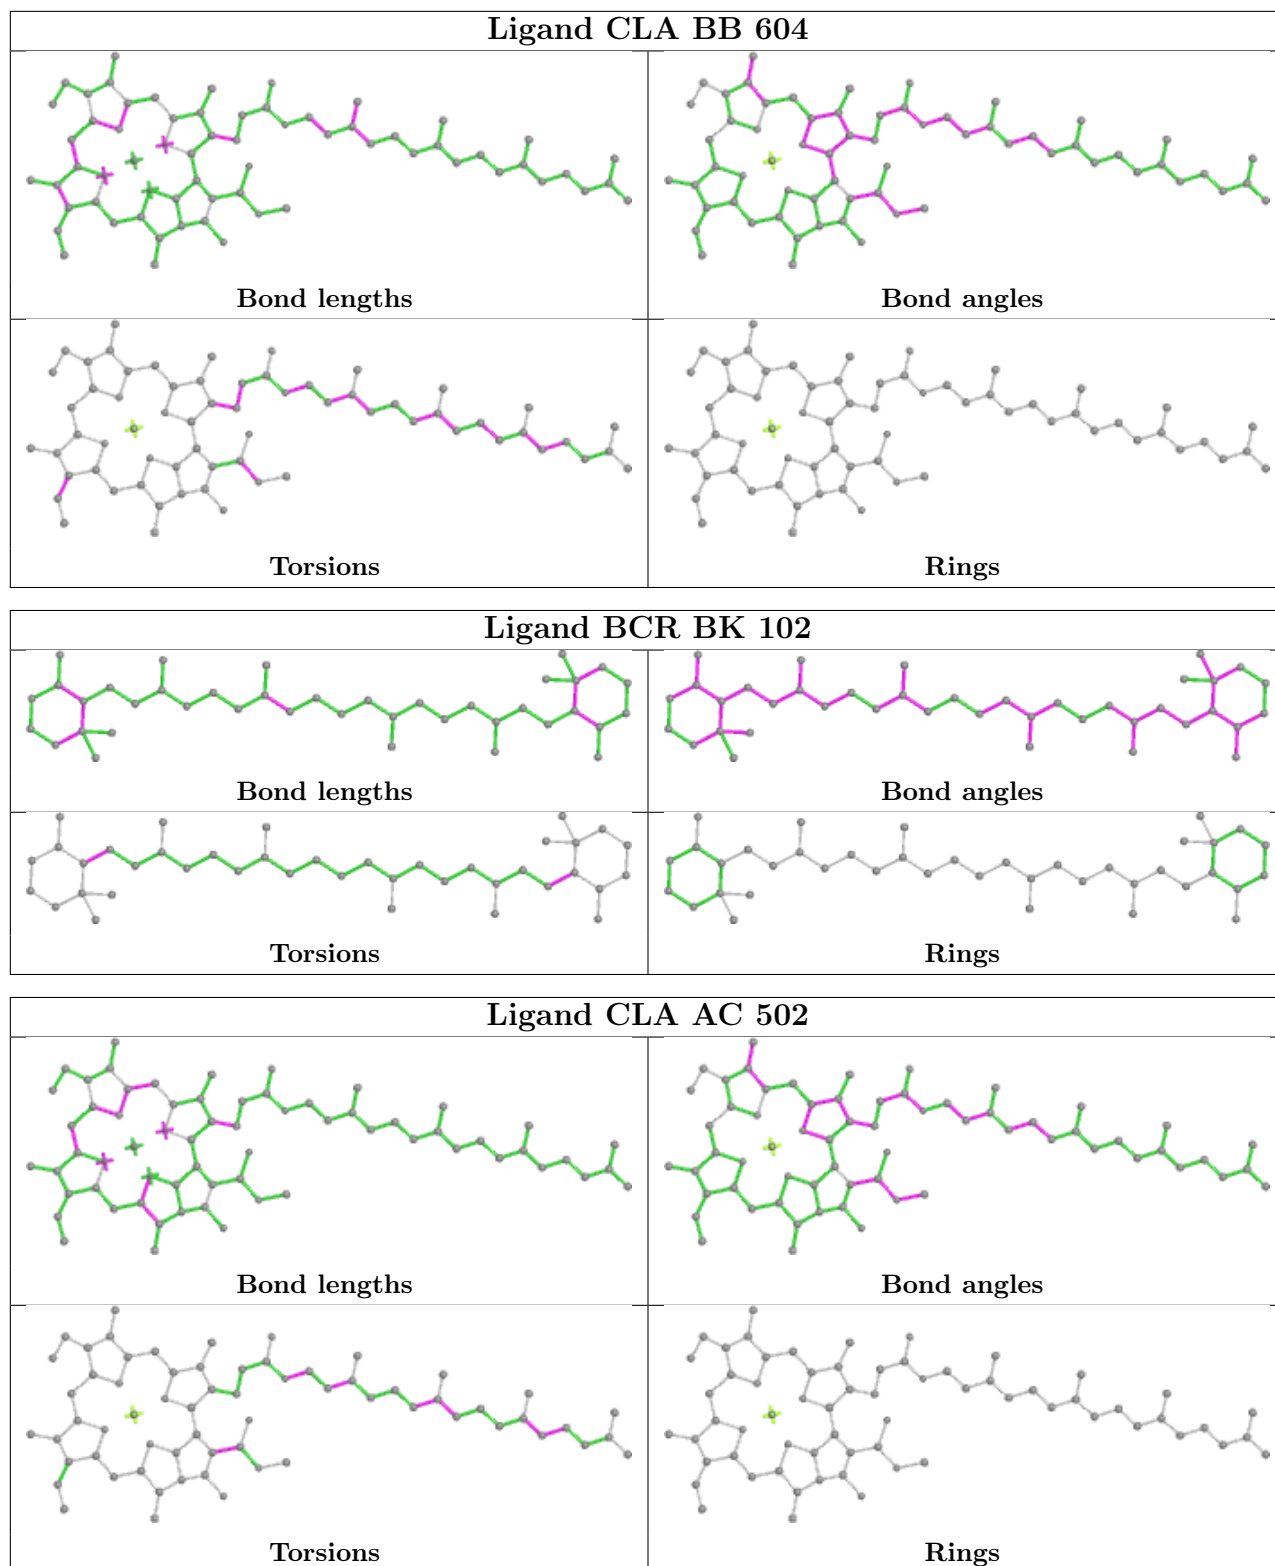 Ligand CLA BB 604
Bond lengths
Bond angles
Torsions
Rings
Ligand BCR BK 102
Bond lengths
Bond angles
Torsions
Rings
Ligand CLA AC 502
Bond lengths
Bond angles
Torsions
Rings